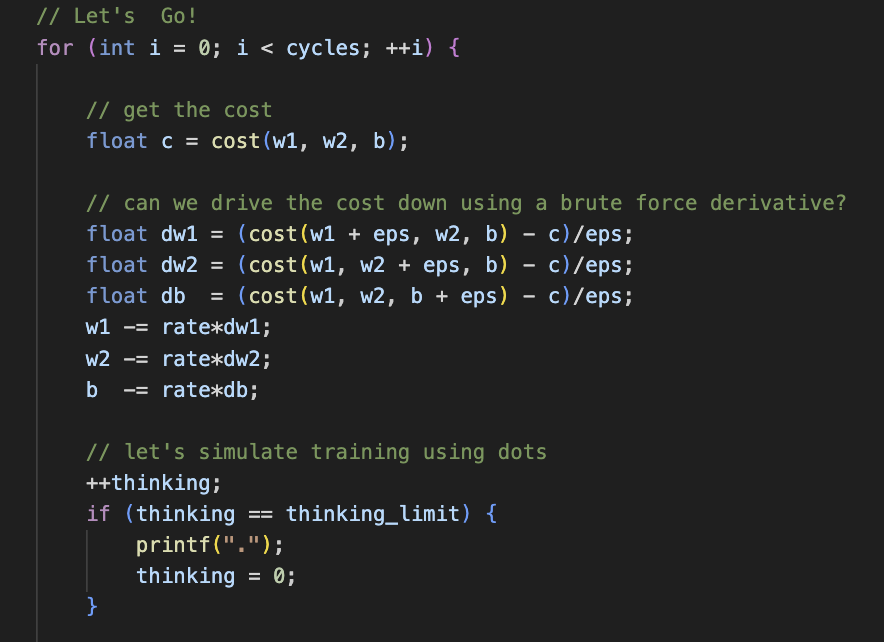 // Let's  Go!
for (int i = 0; i < cycles; ++i) {
// get the cost
float c = cost(w1, w2, b);
// can we drive the cost down using a brute force derivative?
float dw1 = (cost(w1 + eps, w2, b) - c)/eps;
float dw2 = (cost(w1, w2 + eps, b) - c)/eps;
float db  = (cost(w1, w2, b + eps) - c)/eps;
w1 -= rate*dw1;
w2 -= rate*dw2;
b  -= rate*db;
// let's simulate training using dots
++thinking;
if (thinking == thinking_limit) {
printf(".");
thinking = 0;
}